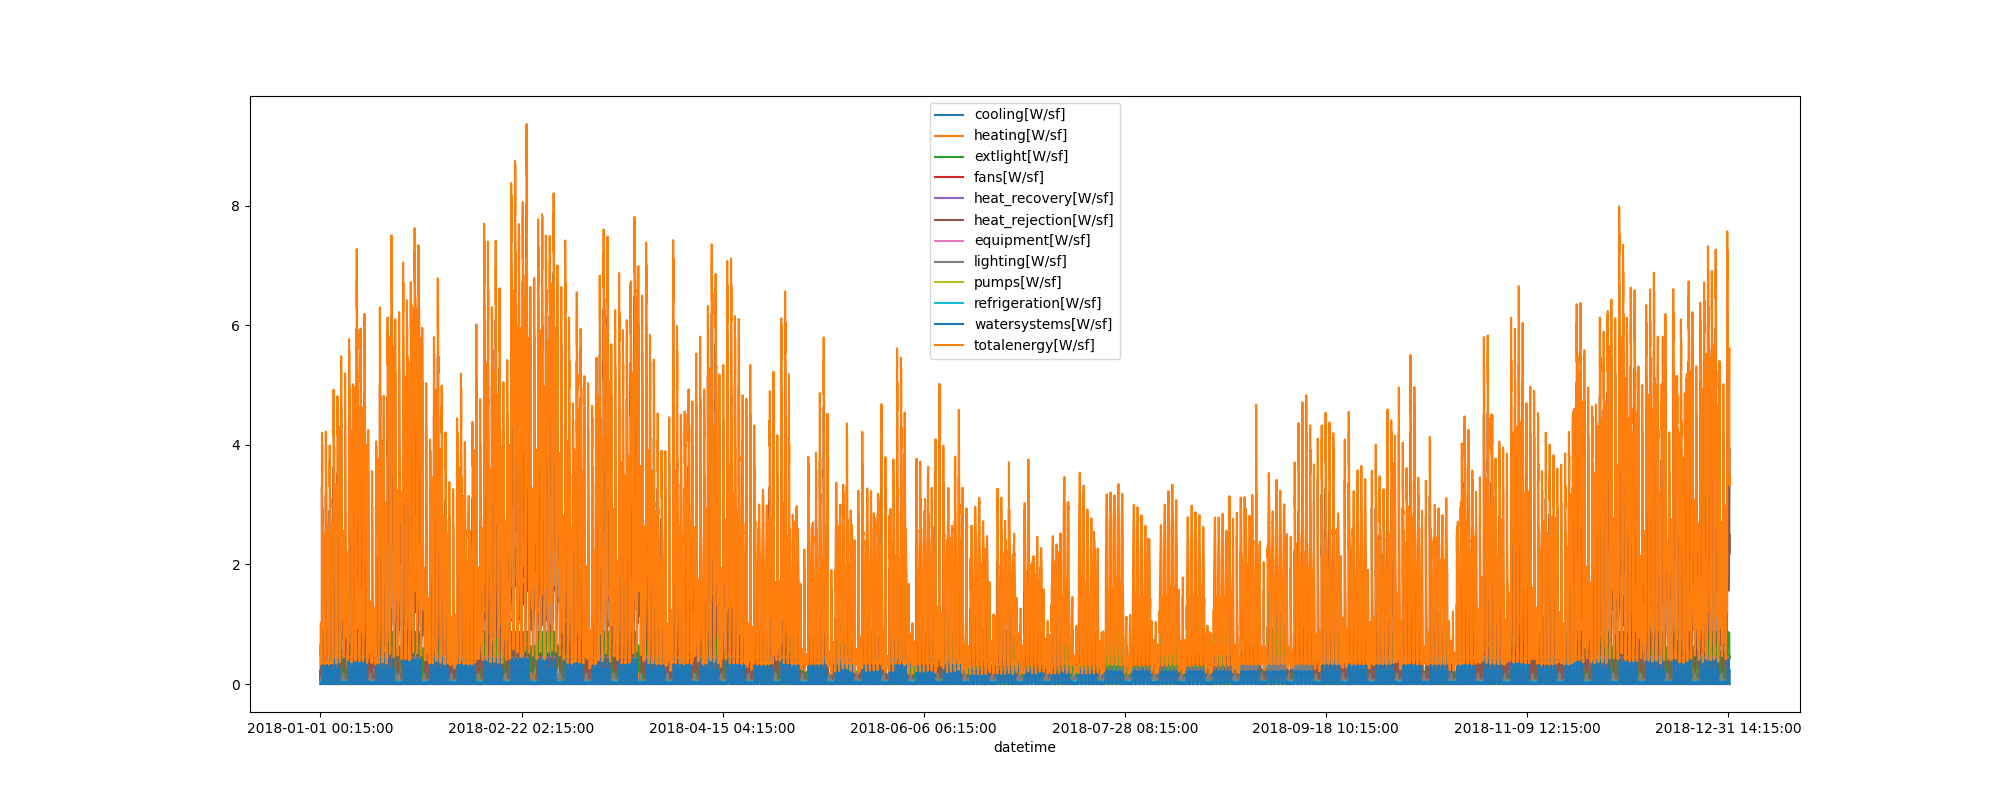 cooling[W/sf]
heating[W/sf]
extlight[W/sf]
fans[W/sf]
heat_recovery[W/sf]
heat_rejection[W/sf]
equipment[W/sf]
lighting[W/sf]
pumps[W/sf]
refrigeration[W/sf]
watersystems[W/sf]
totalenergy[W/sf]
8
6
4
2
0
2018-01-01 00:15:00 2018-02-22 02:15:00 2018-04-15 04:15:00 2018-06-06 06:15:00 2018-07-28 08:15:00 2018-09-18 10:15:00 2018-11-09 12:15:00 2018-12-31 14:15:00
datetime